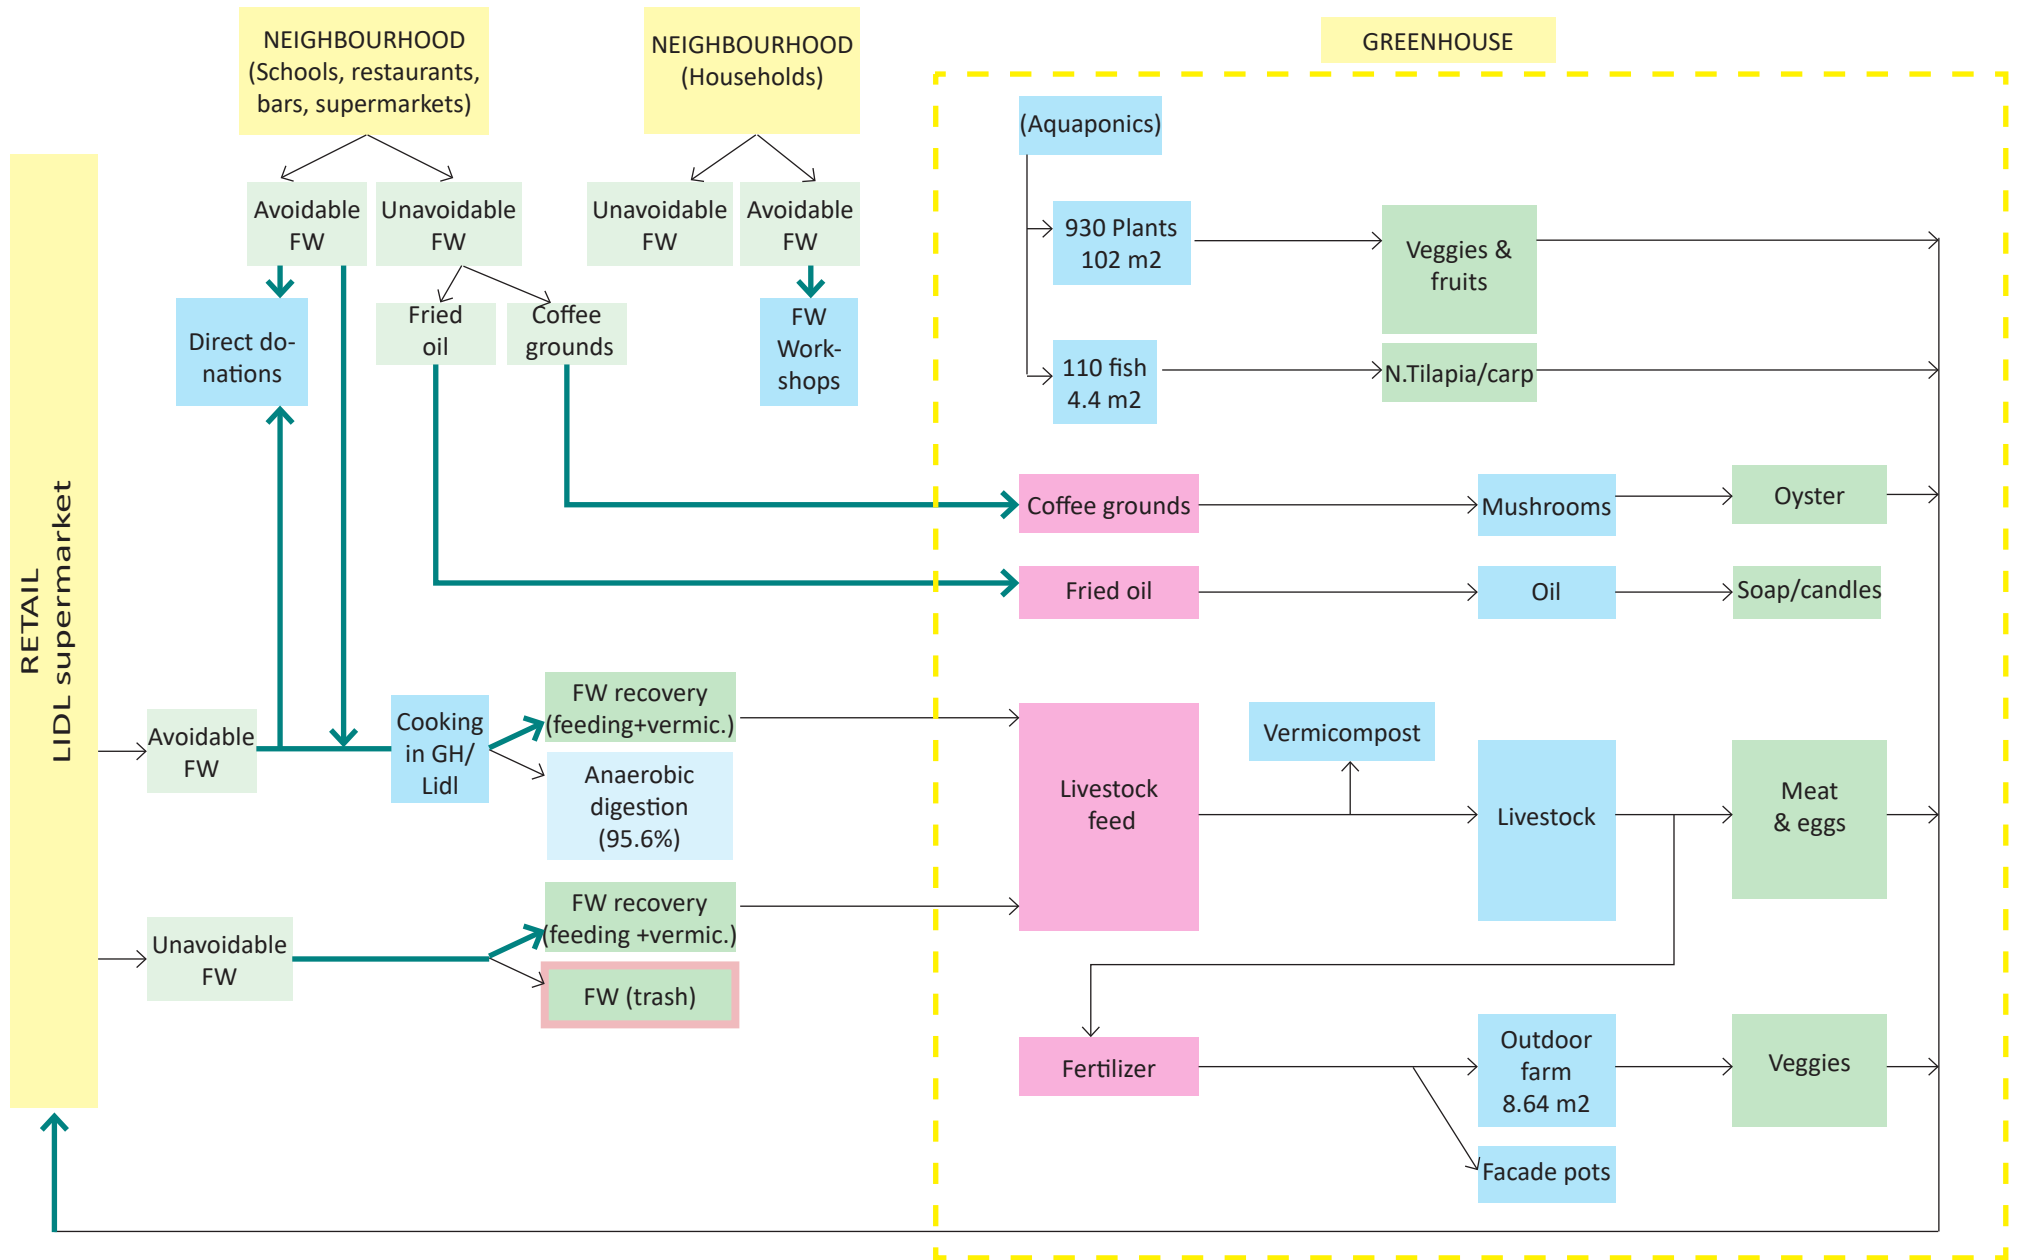 NEIGHBOURHOOD
(Schools, restaurants,
bars, supermarkets)
NEIGHBOURHOOD
(Households)
GREENHOUSE
RETAIL
LIDL supermarket
Avoidable
FW
Unavoidable
FW
Unavoidable
FW
Avoidable
FW
Direct do-
nations
Fried
oil
Coffee
grounds
FW
Work-
shops
(Aquaponics)
930 Plants
102 m2
Veggies &
fruits
110 fish
4.4 m2
N.Tilapia/carp
Coffee grounds
Mushrooms
Oyster
Fried oil
Oil
Soap/candles
Avoidable
FW
Cooking
in GH/
Lidl
FW recovery
(feeding+vermic.)
Anaerobic
digestion
(95.6%)
Livestock
feed
Vermicompost
Livestock
Meat
& eggs
Unavoidable
FW
FW recovery
(feeding +vermic.)
FW (trash)
Fertilizer
Outdoor
farm
8.64 m2
Veggies
Facade pots